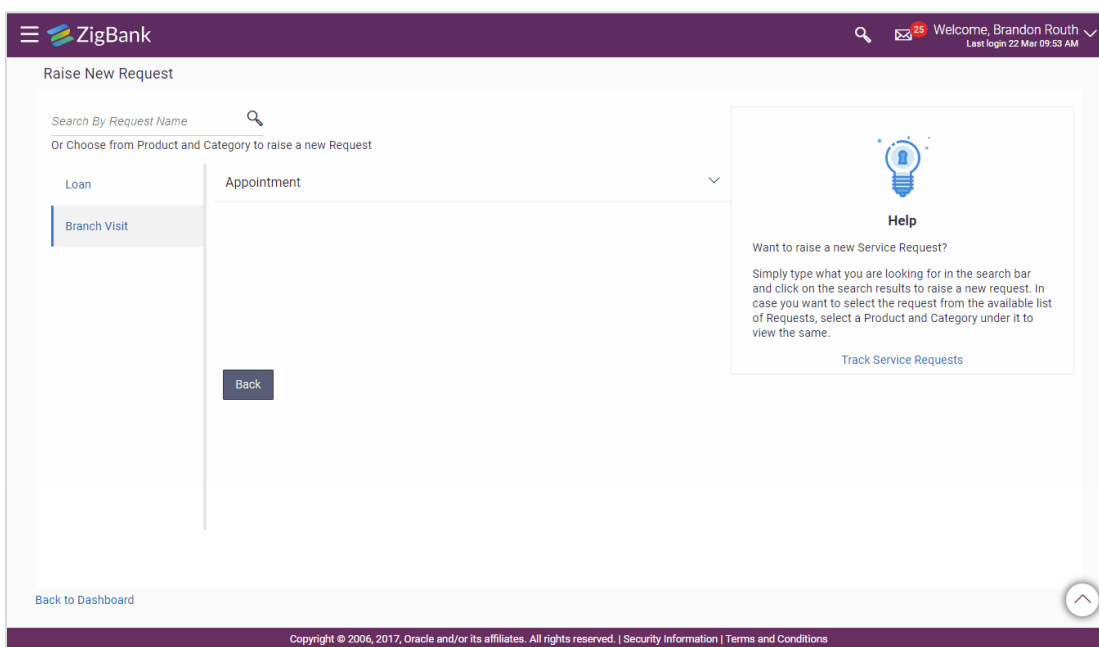 ZigBank
25
Welcome, Brandon Routh
Last login 22 Mar 09:53 AM
Raise New Request
Search By Request Name
Or Choose from Product and Category to raise a new Request
Loan
Branch Visit
Appointment
Back
Help
Want to raise a new Service Request?
Simply type what you are looking for in the search bar
and click on the search results to raise a new request. In
case you want to select the request from the available list
of Requests, select a Product and Category under it to
view the same.
Track Service Requests
Back to Dashboard
Copyright © 2006, 2017, Oracle and/or its affiliates. All rights reserved. | Security Information | Terms and Conditions